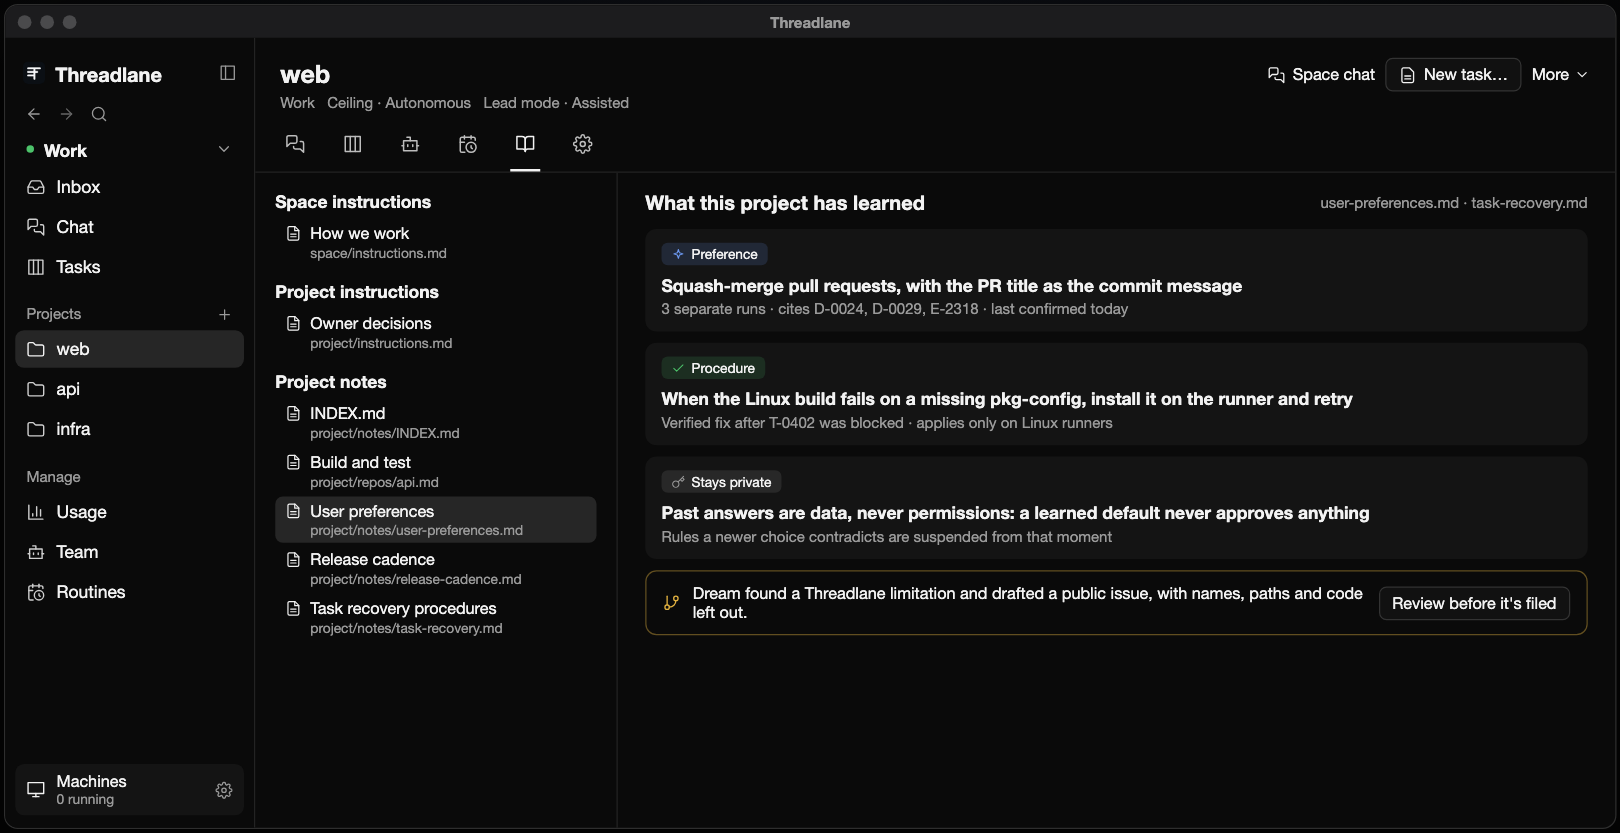 Threadlane
Threadlane
Work
Inbox
Chat
Tasks
Projects
web
api
infra
Manage
Usage
Team
Routines
Machines
0 running
web
Work Ceiling · Autonomous Lead mode · Assisted
Space chat
New task...
More
Space instructions
How we work
space/instructions.md
Project instructions
Owner decisions
project/instructions.md
Project notes
INDEX.md
project/notes/INDEX.md
Build and test
project/repos/api.md
User preferences
project/notes/user-preferences.md
Release cadence
project/notes/release-cadence.md
Task recovery procedures
project/notes/task-recovery.md
What this project has learned
user-preferences.md · task-recovery.md
Preference
Squash-merge pull requests, with the PR title as the commit message
3 separate runs · cites D-0024, D-0029, E-2318 · last confirmed today
Procedure
When the Linux build fails on a missing pkg-config, install it on the runner and retry
Verified fix after T-0402 was blocked · applies only on Linux runners
Stays private
Past answers are data, never permissions: a learned default never approves anything
Rules a newer choice contradicts are suspended from that moment
Dream found a Threadlane limitation and drafted a public issue, with names, paths and code
left out.
Review before it's filed